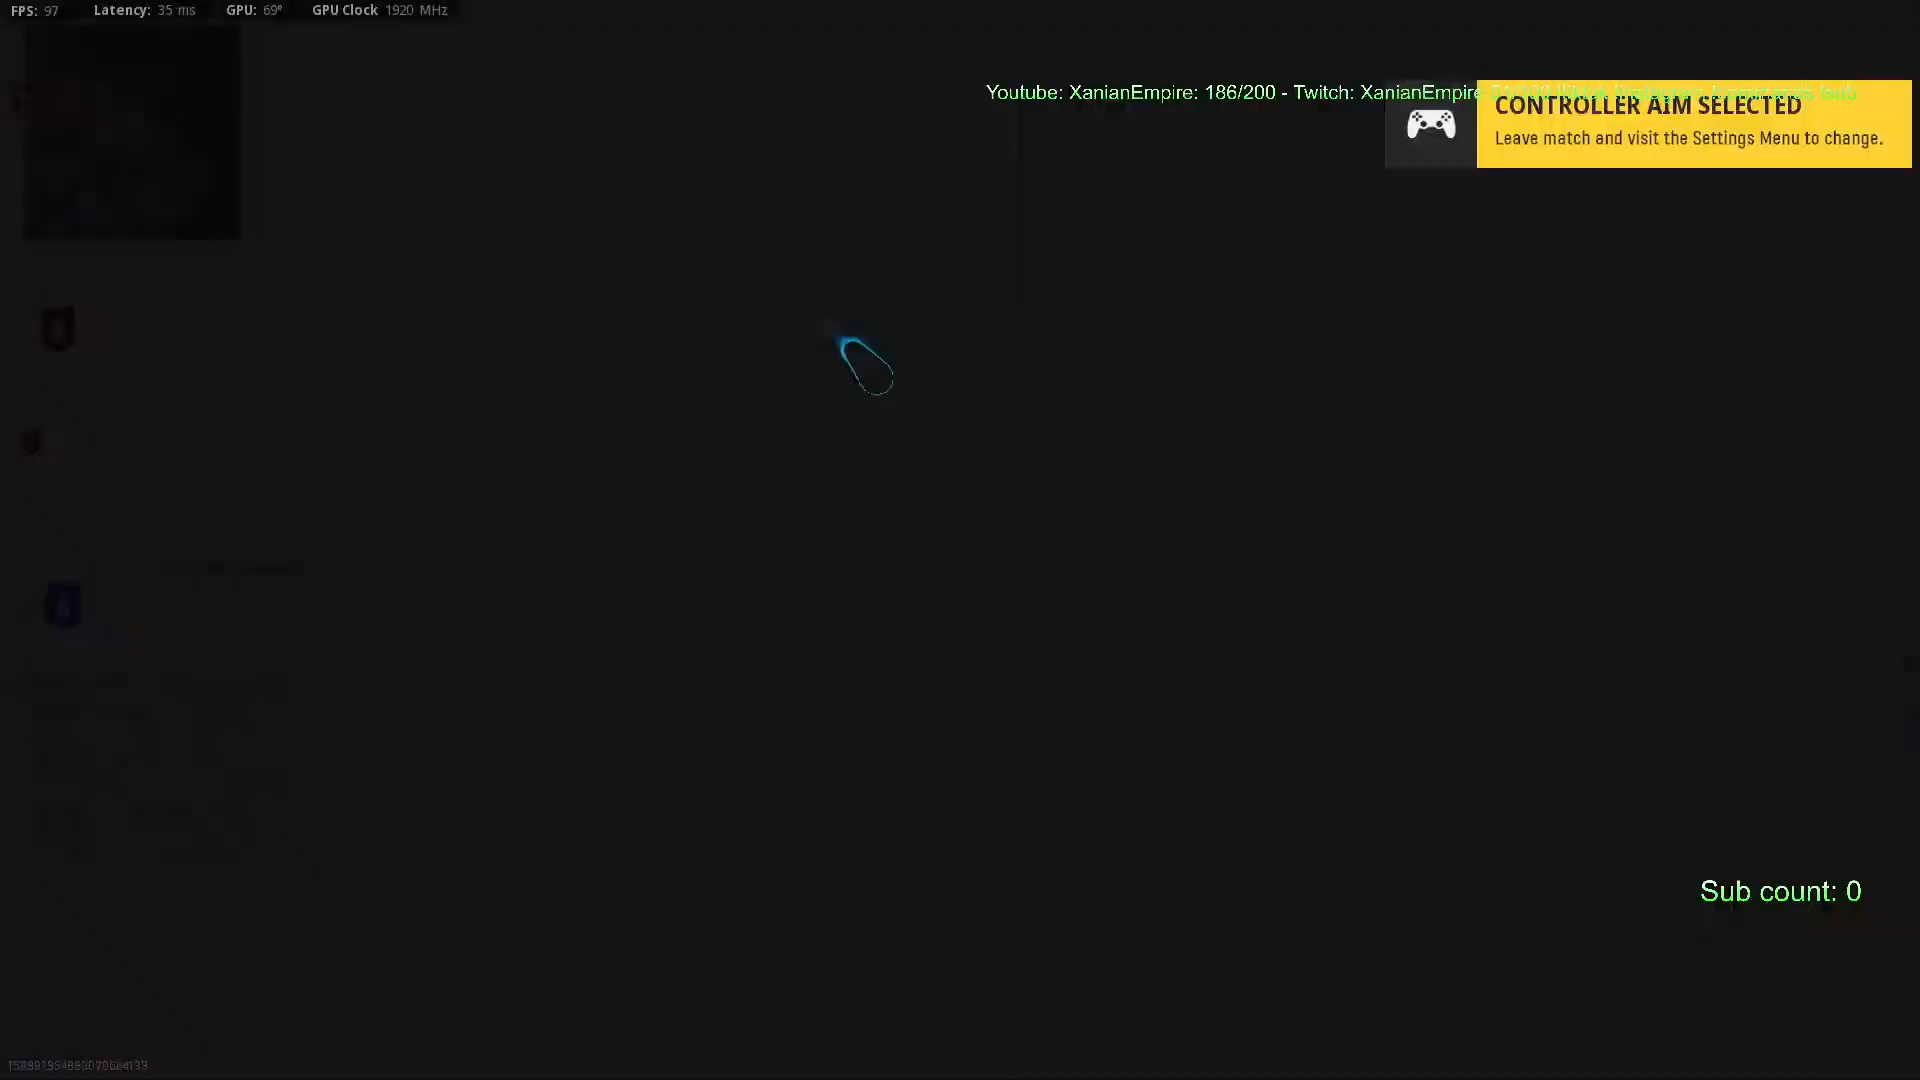 FPS: 97 Latency: 35 ms GPU: 69° GPU Clock 1920 MHz
Youtube: XanianEmpire: 186/200 - Twitch: XanianEmpire
CONTROLLER AIM SELECTED
Leave match and visit the Settings Menu to change.
Sub count: 0